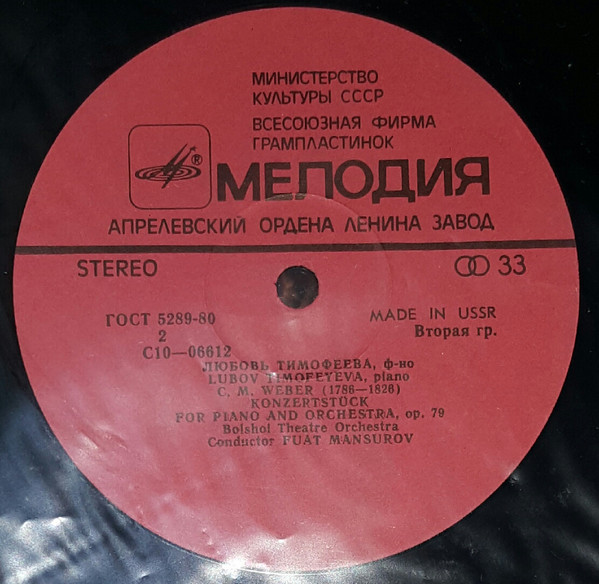 МИНИСТЕРСТВО
КУЛЬТУРЫ СССР
ВСЕСОЮЗНАЯ ФИРМА
ГРАМПЛАСТИНОК
®
МЕЛОДИЯ
АПРЕЛЕВСКИЙ ОРДЕНА ЛЕНИНА ЗАВОД
STEREO
33
ГОСТ 5289-80
MADE IN USSR
2
Вторая гр.
С10—06612
ЛЮБОВЬ ТИМОФЕЕВА, ф-но
LUBOV TIMOFEYEVA, piano
C. M. WEBER (1786—1826)
KONZERTSTÜCK
FOR PIANO AND ORCHESTRA, op. 79
Bolshoi Theatre Orchestra
Conductor FUAT MANSUROV